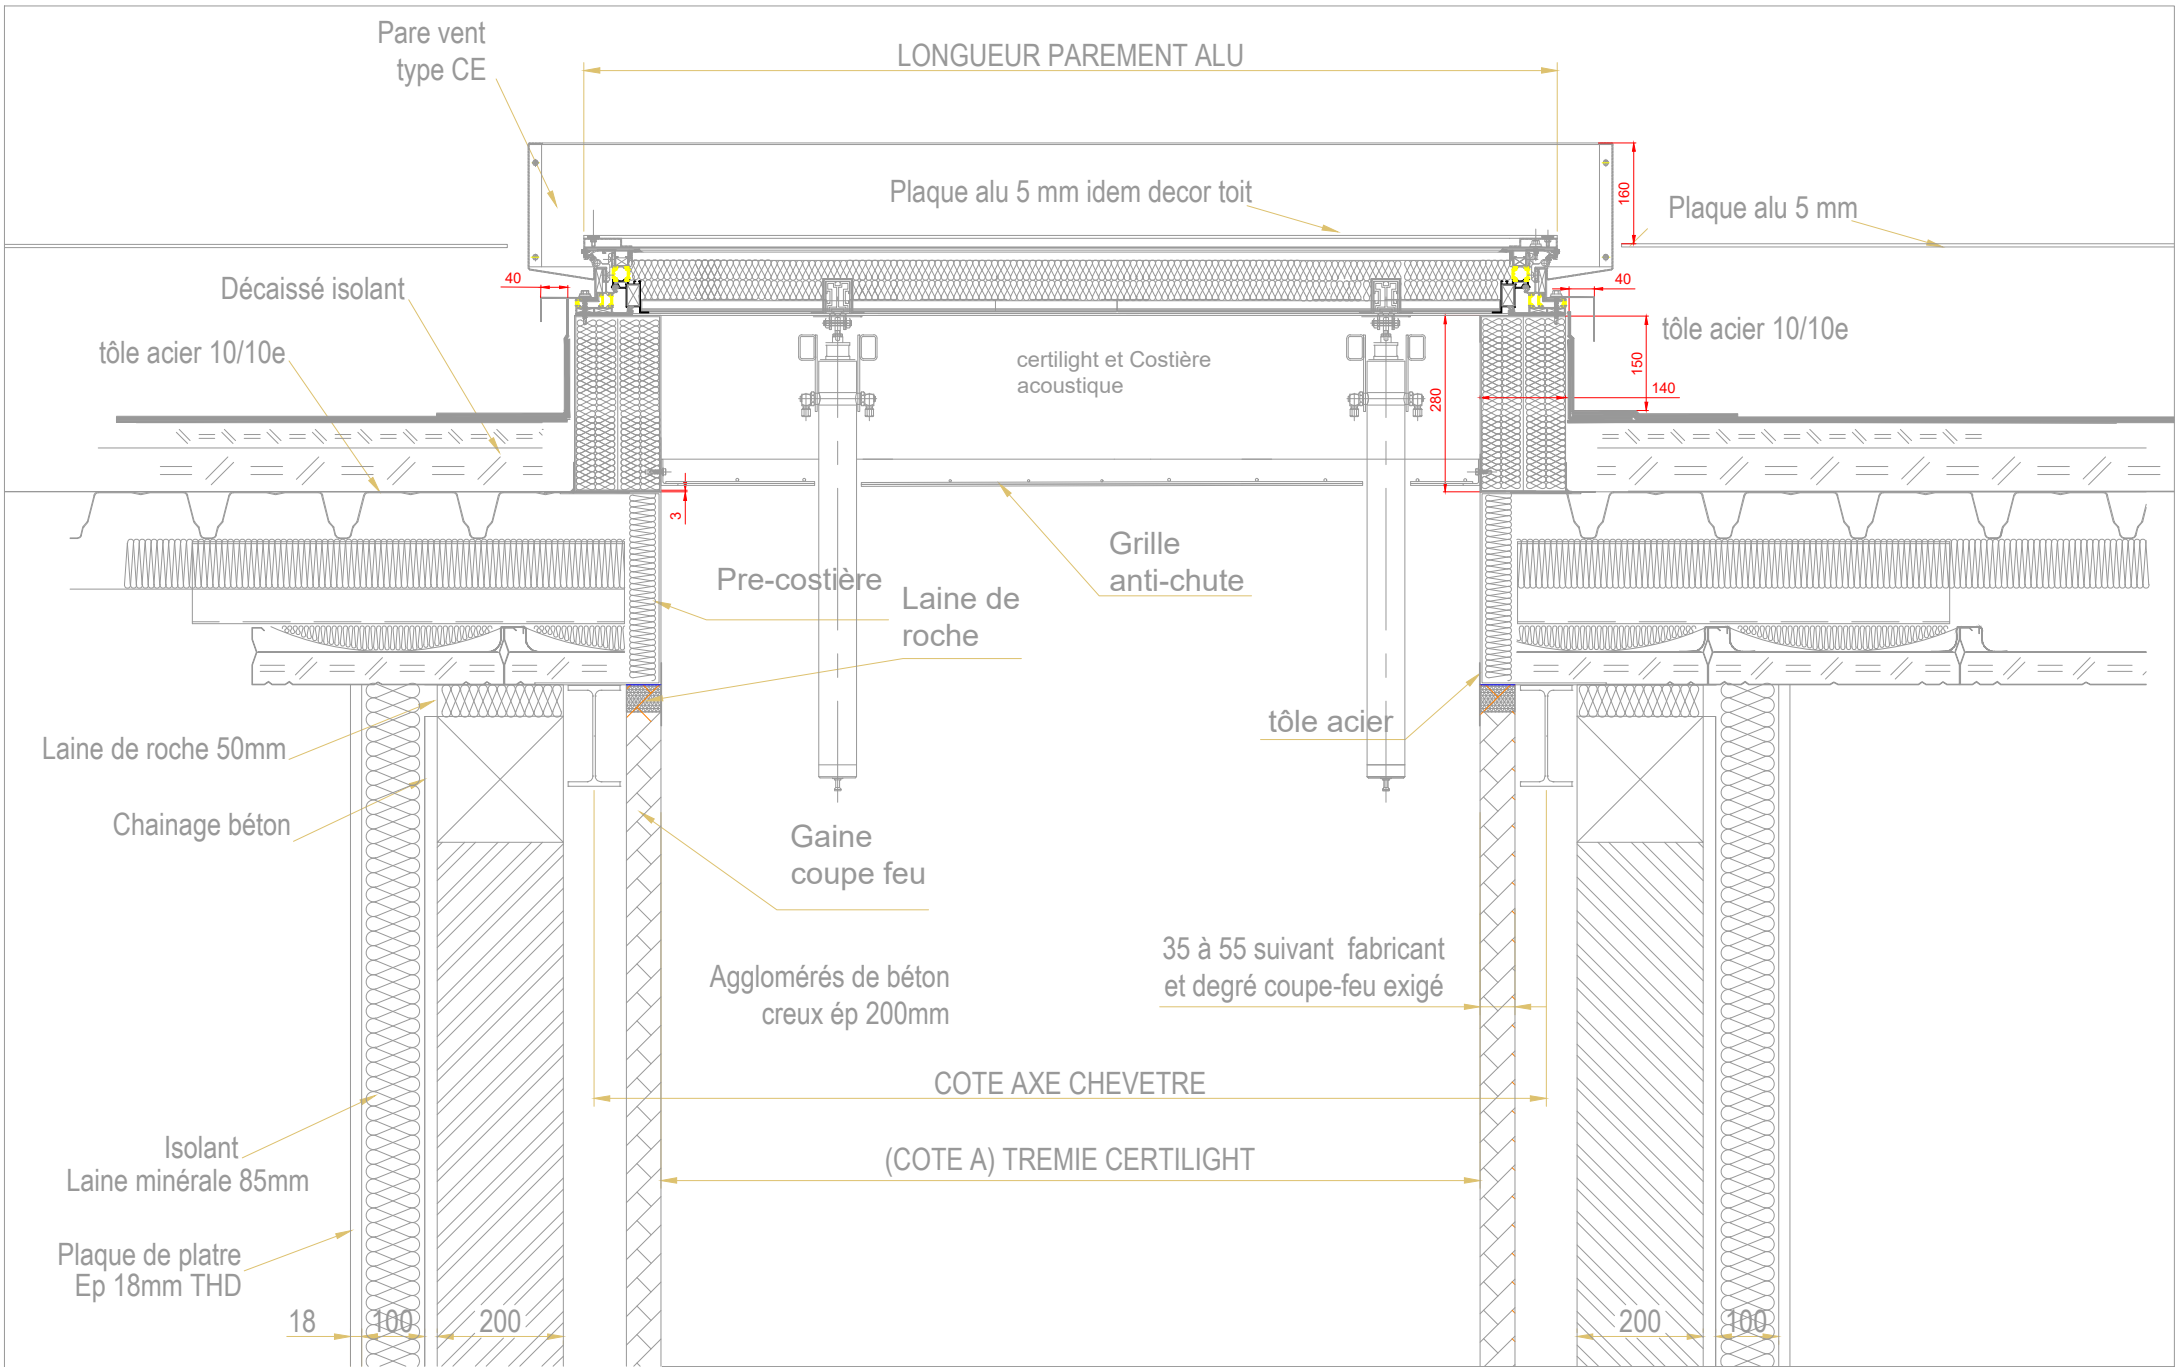 Pare vent
type CE
LONGUEUR PAREMENT ALU
Plaque alu 5 mm idem decor toit
160
Plaque alu 5 mm
Décaissé isolant
40
40
tôle acier 10/10e
tôle acier 10/10e
certilight et Costière
acoustique
280
150
140
3
Grille
anti-chute
Pre-costière
Laine de
roche
tôle acier
Laine de roche 50mm
Chainage béton
Gaine
coupe feu
Agglomérés de béton
creux ép 200mm
35 à 55 suivant fabricant
et degré coupe-feu exigé
COTE AXE CHEVETRE
(COTE A) TREMIE CERTILIGHT
Isolant
Laine minérale 85mm
Plaque de platre
Ep 18mm THD
18
100
200
200
100